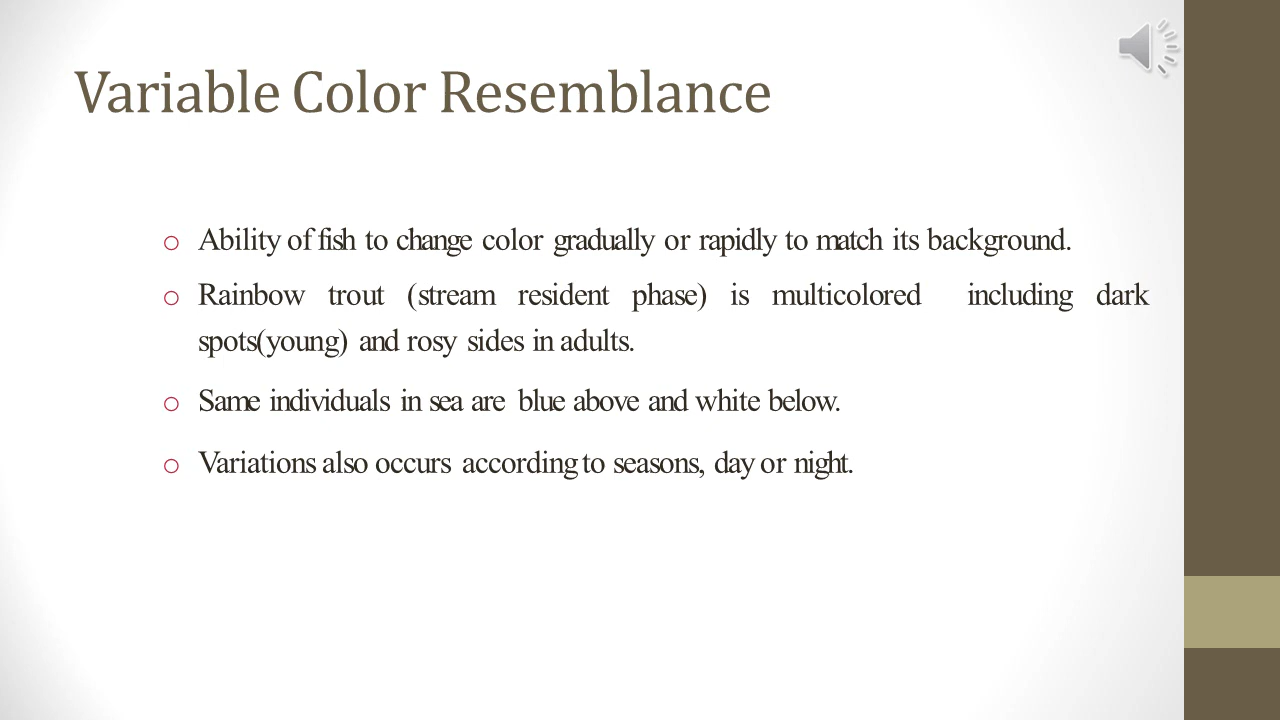 Variable Color Resemblance
o Ability of fish to change color gradually or rapidly to match its background.
o Rainbow trout (stream resident phase) is multicolored including dark
spots(young) and rosy sides in adults.
o Same individuals in sea are blue above and white below.
o Variations also occurs according to seasons, day or night.